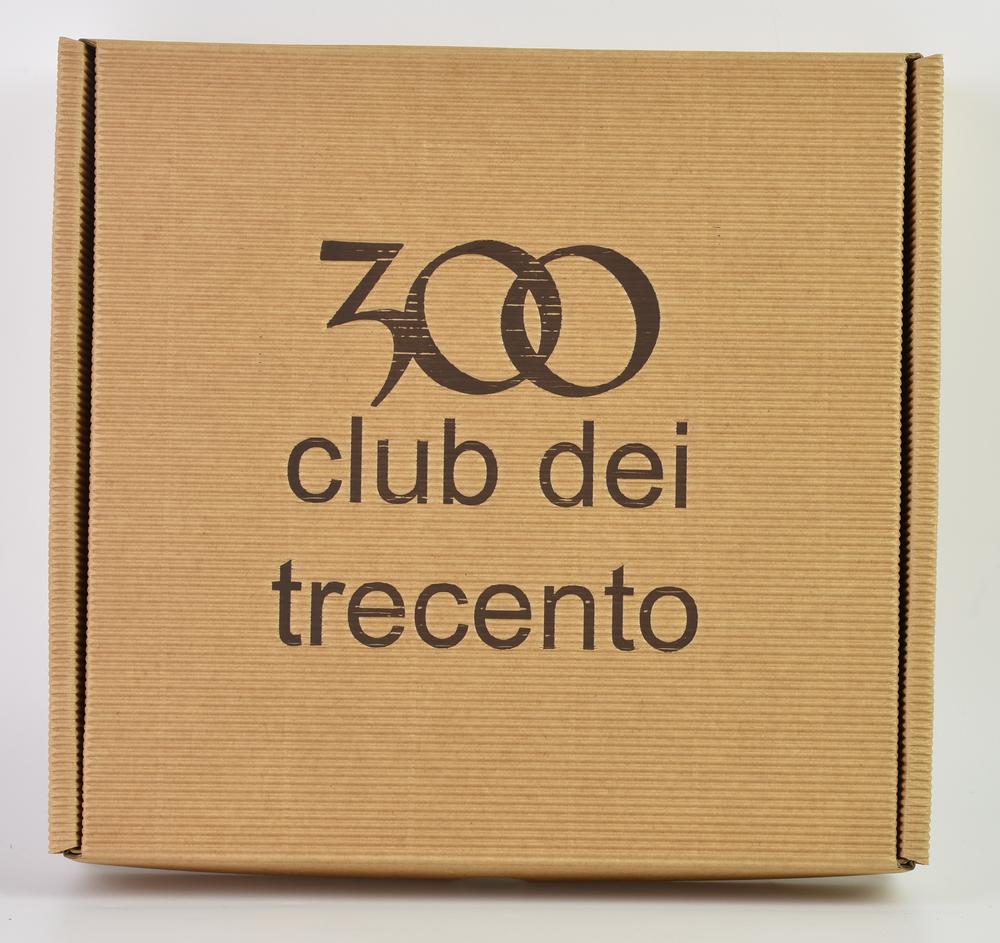 300
club dei
trecento